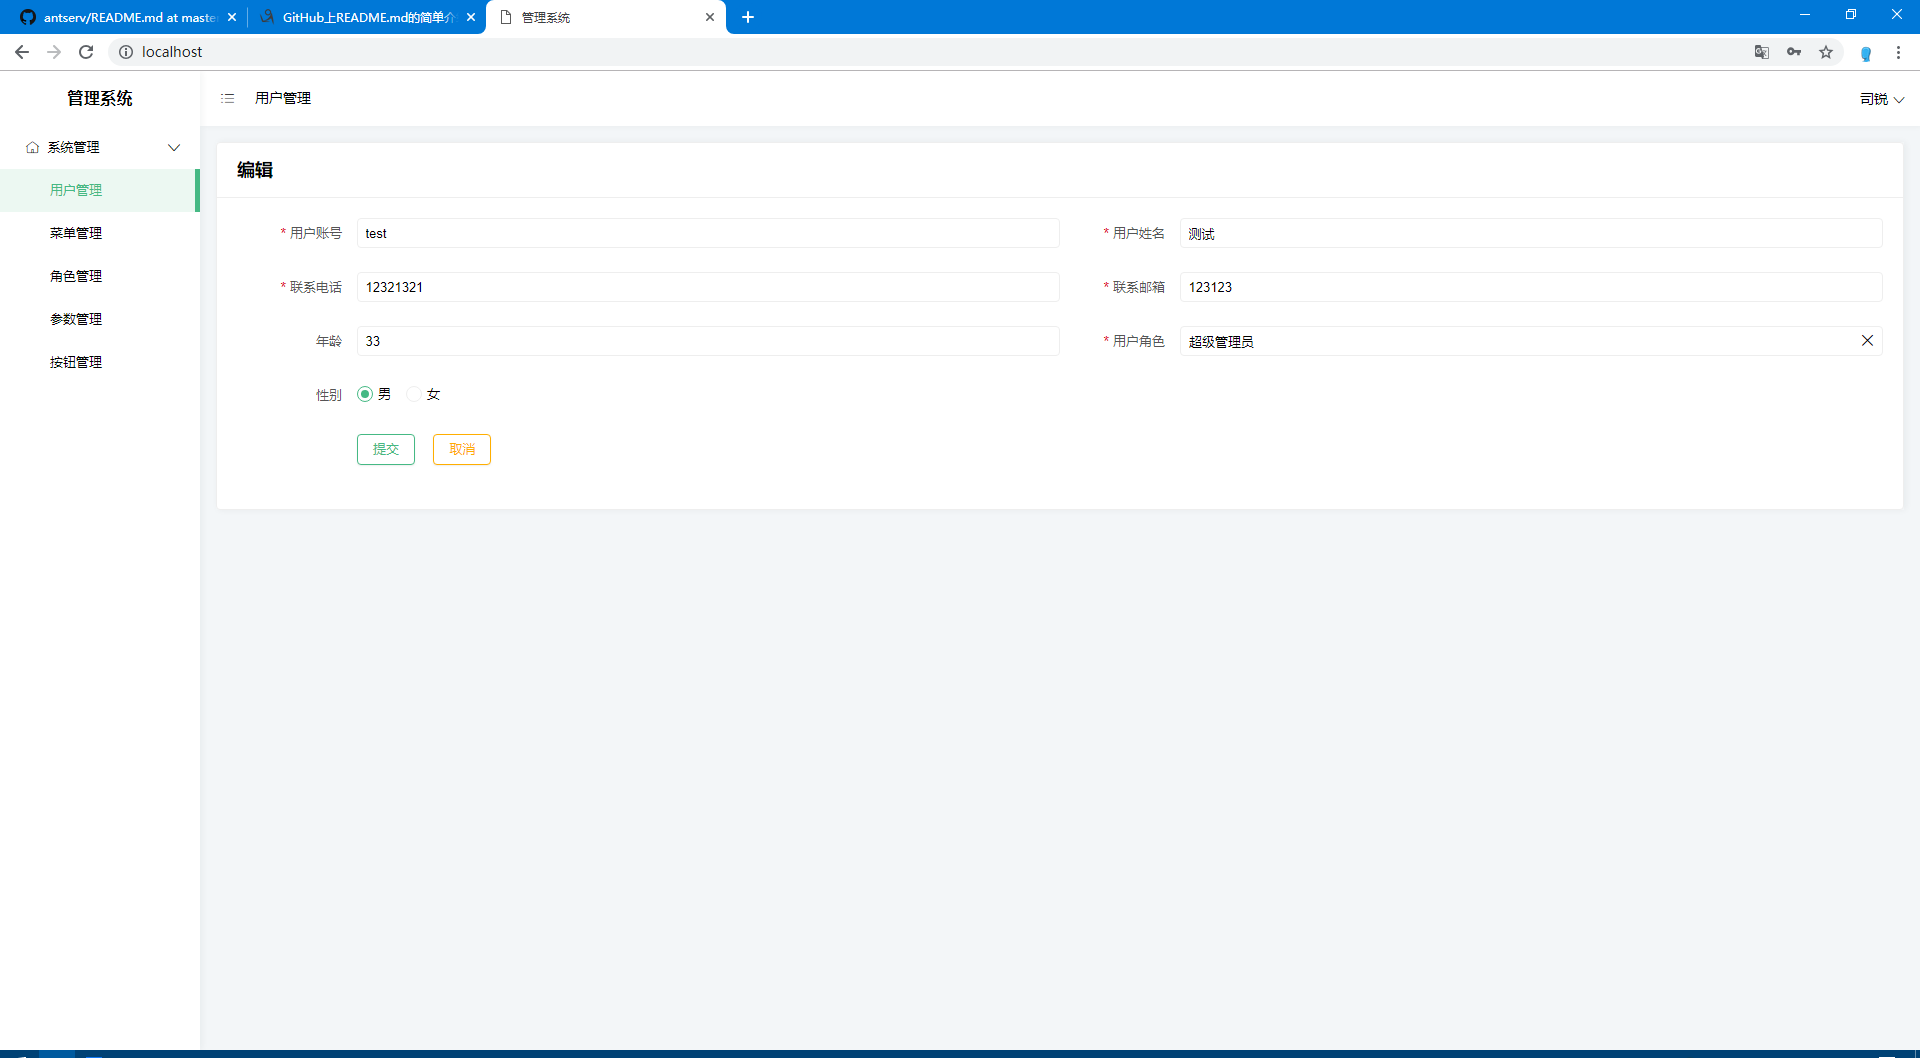 antserv/README.md at master
GitHub上README.md的简单介
管理系统
localhost
管理系统
用户管理
司锐
系统管理
用户管理
菜单管理
角色管理
参数管理
按钮管理
编辑
* 用户账号 test
* 用户姓名 测试
* 联系电话 12321321
* 联系邮箱 123123
年龄 33
* 用户角色 超级管理员
性别 男 女
提交 取消